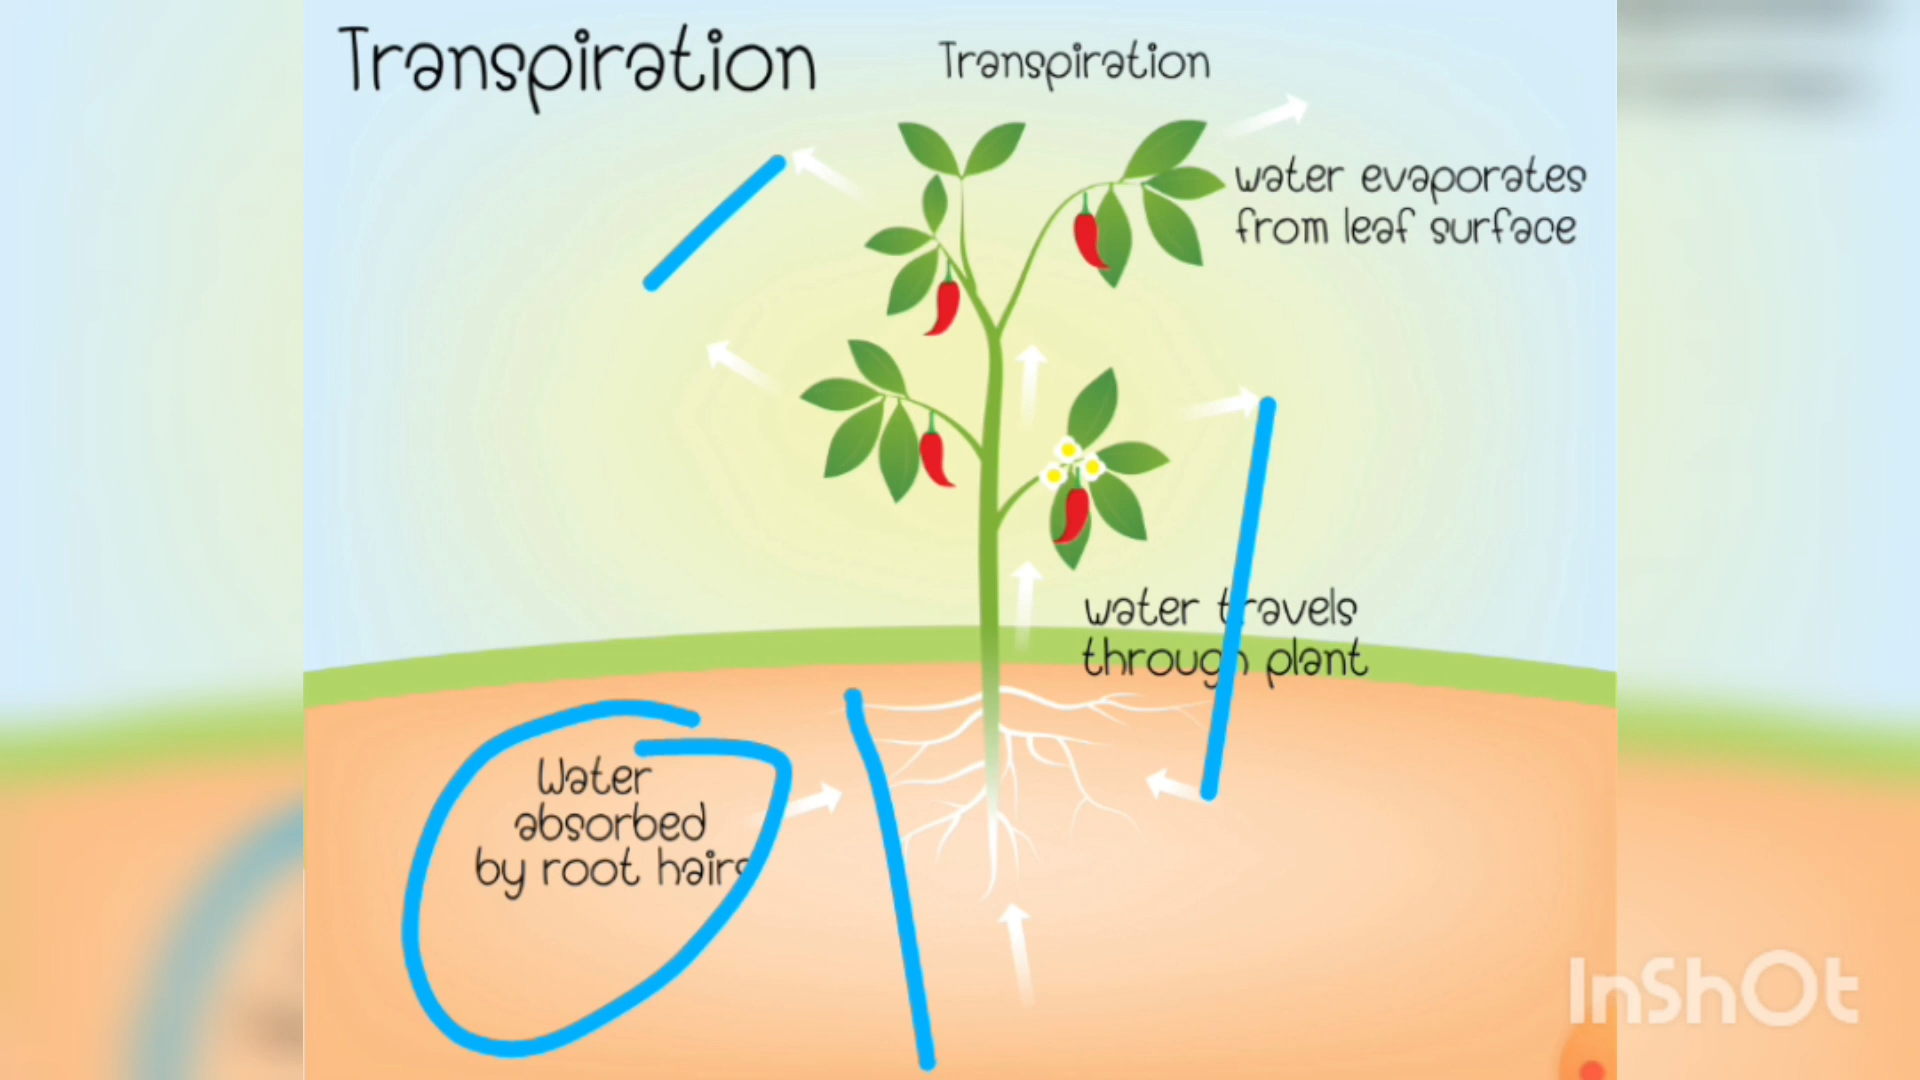 Transpiration
Transpiration
water evaporates
from leaf surface
water travels
through plant
Water
absorbed
by root hairs
InShOt